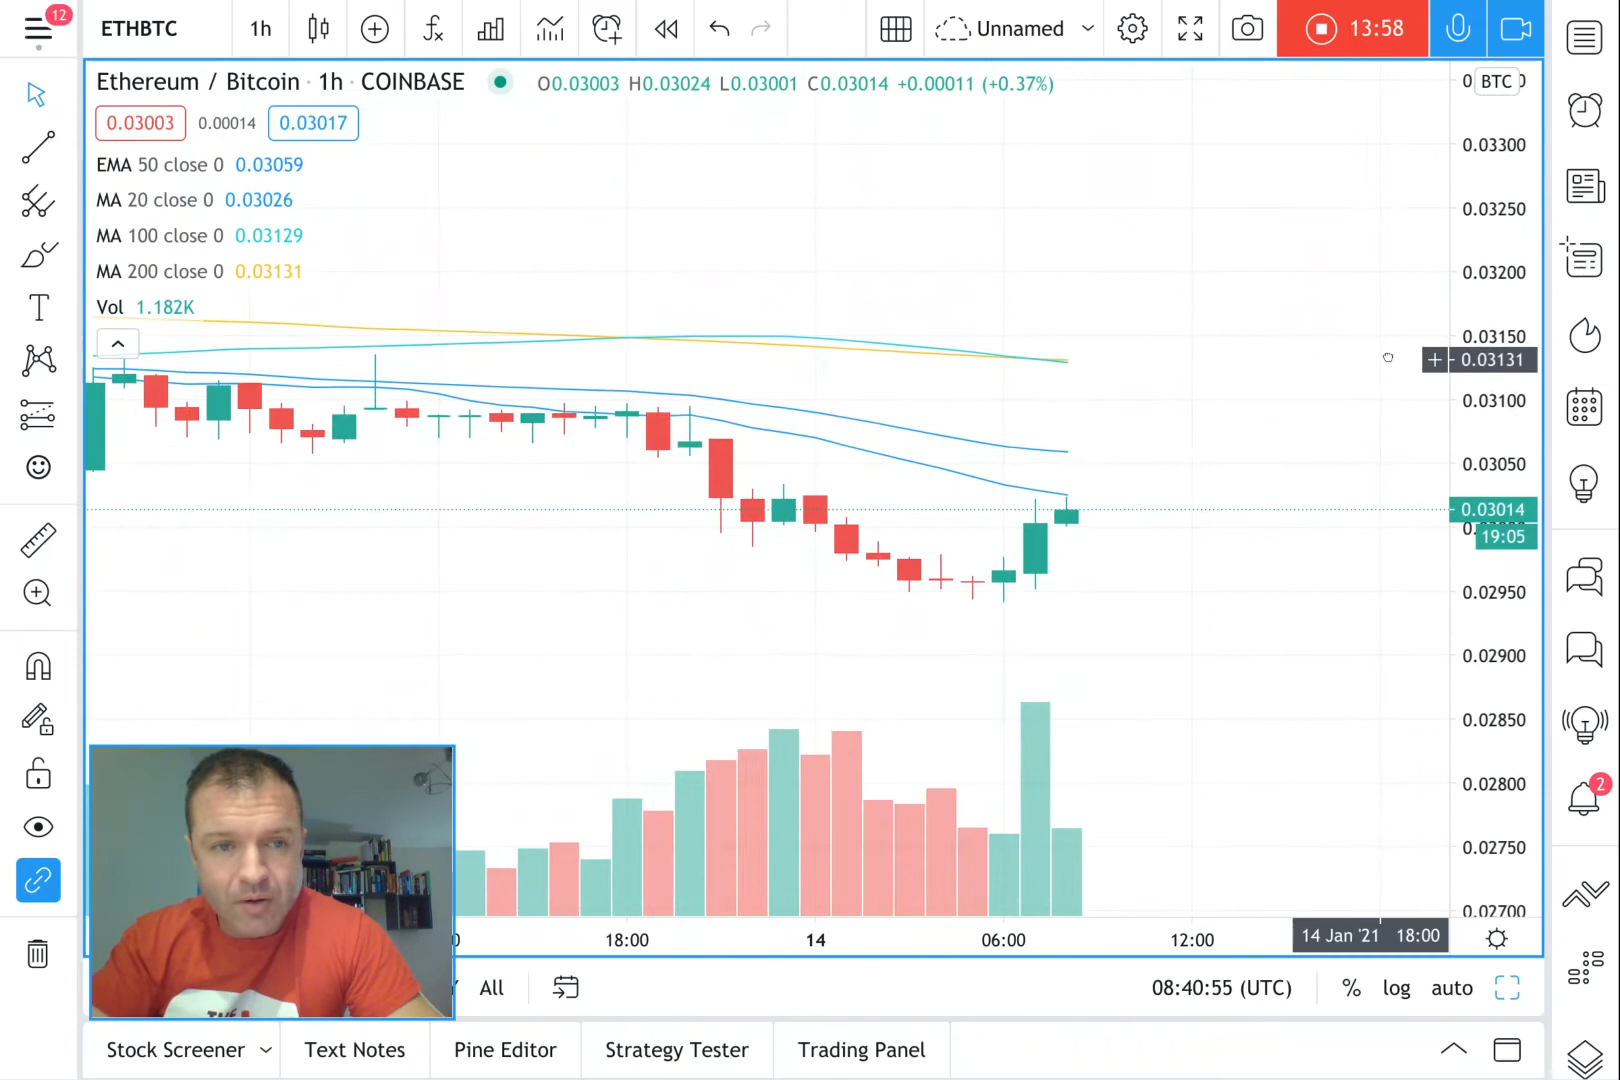 12
ETHBTC
1h
Unnamed
13:58
Ethereum / Bitcoin · 1h · COINBASE
O0.03003 H0.03024 L0.03001 C0.03014 +0.00011 (+0.37%)
BTC
0.03003 0.00014 0.03017
EMA 50 close 0 0.03059
MA 20 close 0 0.03026
MA 100 close 0 0.03129
MA 200 close 0 0.03131
Vol 1.182K
0.03300
0.03250
0.03200
0.03150
0.03131
0.03100
0.03050
0.03014
19:05
0.02950
0.02900
0.02850
0.02800
0.02750
0.02700
2
18:00
14
06:00
12:00
14 Jan '21 18:00
All
08:40:55 (UTC)
%
log
auto
Stock Screener
Text Notes
Pine Editor
Strategy Tester
Trading Panel